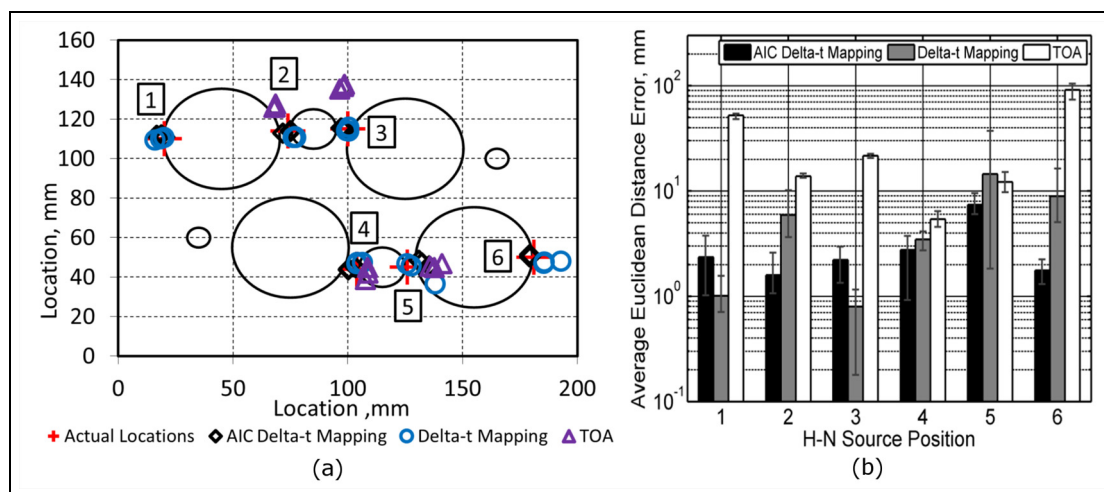 160
140
120
100
80
60
40
20
0
Location, mm
1
2
3
4
5
6
0
50
100
150
200
Location ,mm
Actual Locations AIC Delta-t Mapping Delta-t Mapping TOA
(a)
AIC Delta-t Mapping Delta-t Mapping TOA
Average Euclidean Distance Error, mm
10²
10¹
10⁰
10⁻¹
1 2 3 4 5 6
H-N Source Position
(b)